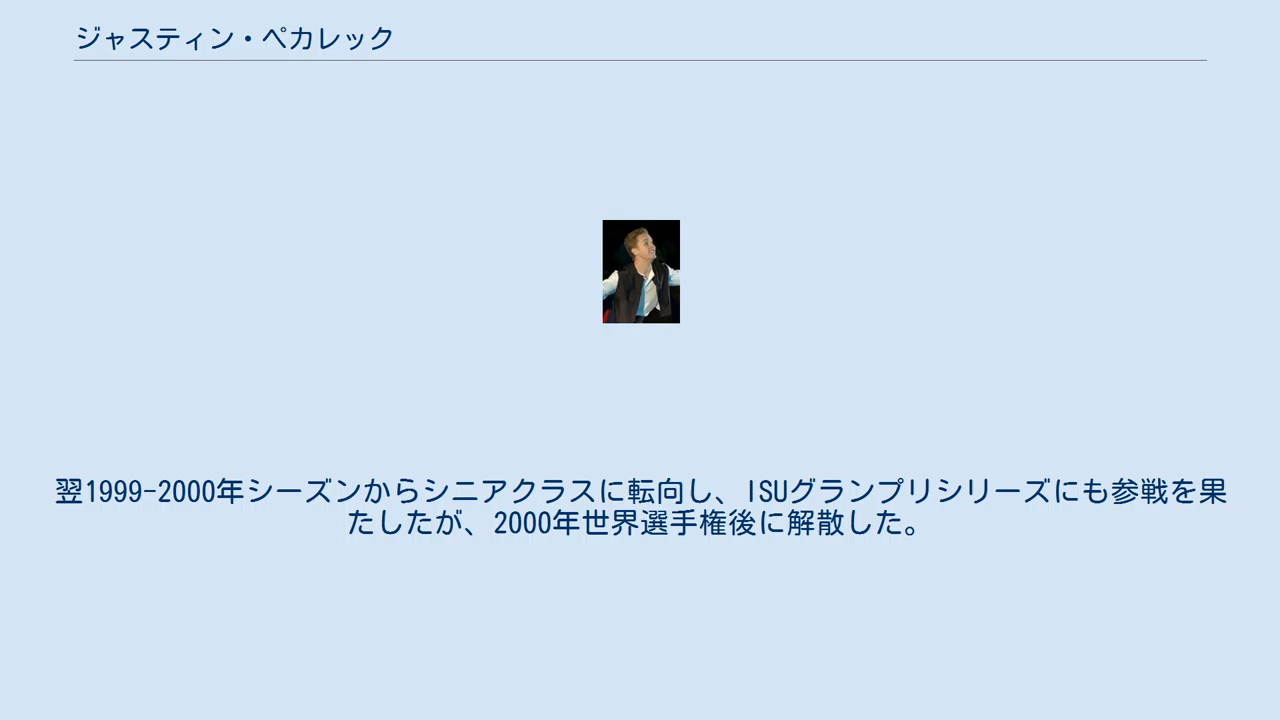 ジャスティン・ペカレック
翌1999-2000年シーズンからシニアクラスに転向し、ISUグランプリシリーズにも参戦を果
たしたが、2000年世界選手権後に解散した。